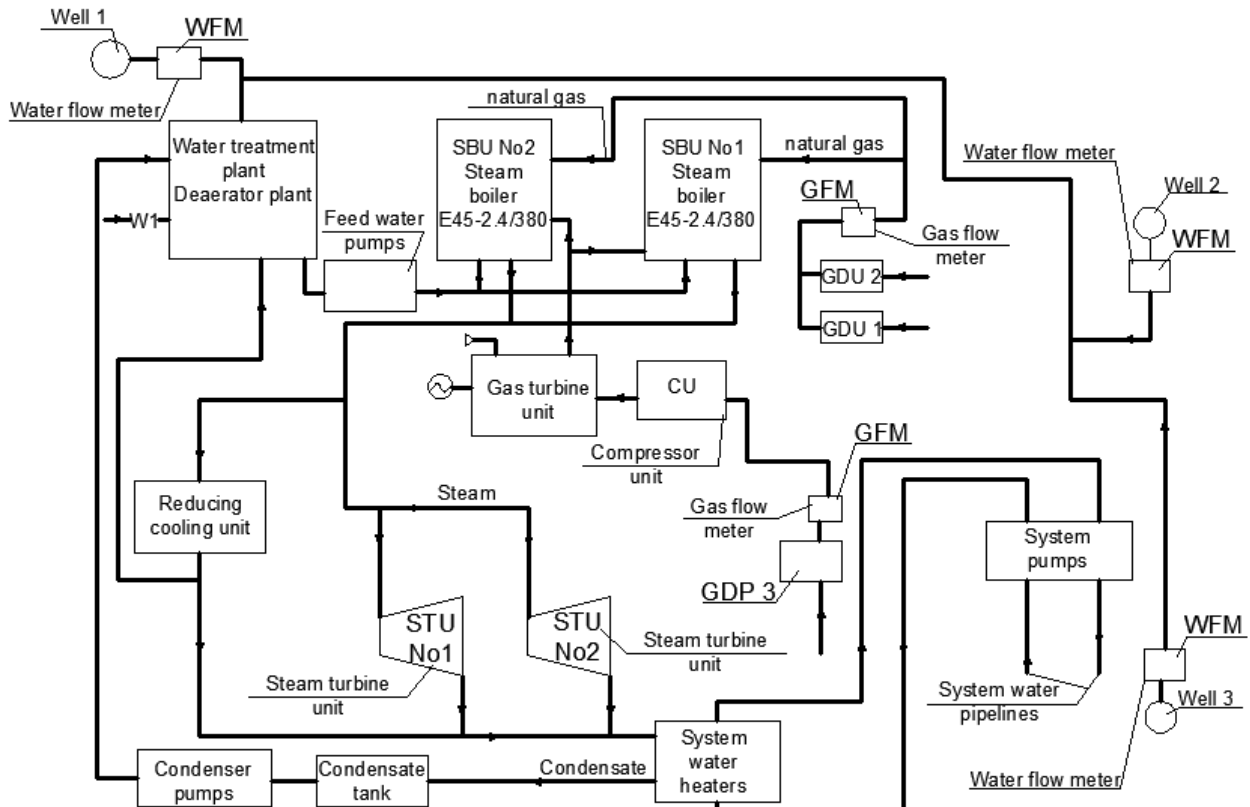 Well 1
WFM
Water flow meter
Water treatment
plant
Deaerator plant
W1
Feed water
pumps
natural gas
SBU No2
Steam
boiler
E45-2.4/380
SBU No1
Steam
boiler
E45-2.4/380
natural gas
GFM
Gas flow
meter
GDU 2
GDU 1
Water flow meter
Well 2
WFM
Gas turbine
unit
CU
Compressor
unit
GFM
Gas flow
meter
GDP 3
Reducing
cooling unit
Steam
STU
No1
STU
No2
Steam turbine
unit
Steam turbine
unit
System
pumps
System water
pipelines
WFM
Well 3
Water flow meter
System
water
heaters
Condensate
Condensate
tank
Condenser
pumps